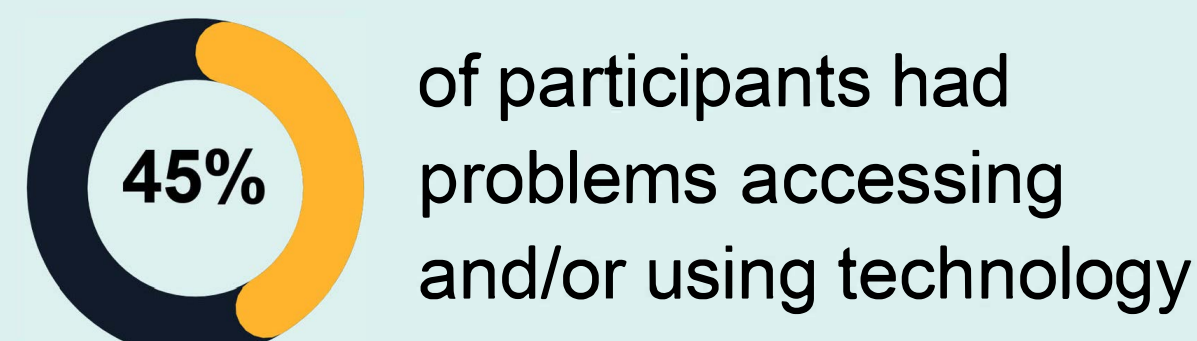 45%
of participants had
problems accessing
and/or using technology